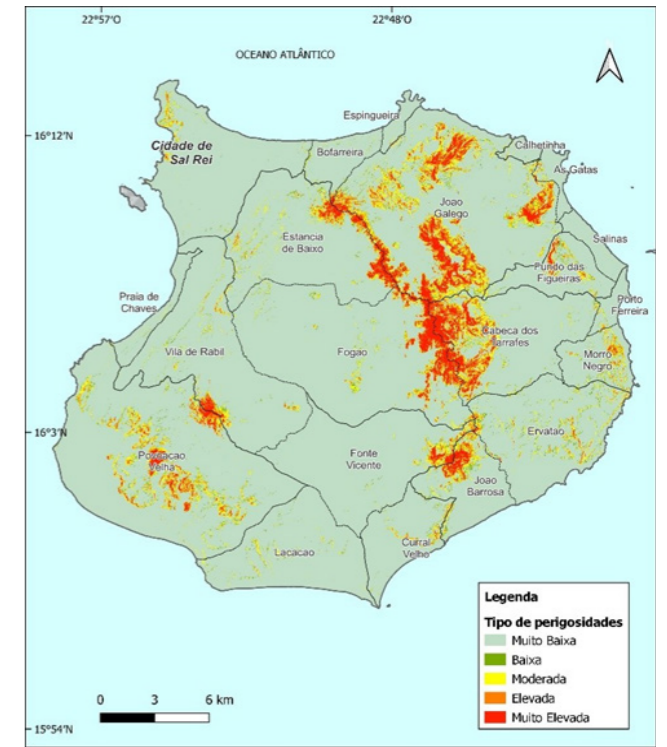 22°57'O
22°48'O
OCEANO ATLÂNTICO
Espingueira
16°12'N
Cidade de
Sal Rei
Bofarreira
Calhetinha
As Gatas
Joao
Galego
Estancia
de Baixo
Salinas
Fundo das
Figueiras
Praia de
Chaves
Porto
Ferreira
Cabeca dos
Tarrafes
Vila de Rabil
Fogao
Morro
Negro
16°3'N
Ervatao
Povoacao
Velha
Fonte
Vicente
Joao
Barrosa
Curral
Velho
Lacacao
Legenda
Tipo de perigosidades
Muito Baixa
Baixa
Moderada
Elevada
Muito Elevada
0 3 6 km
15°54'N